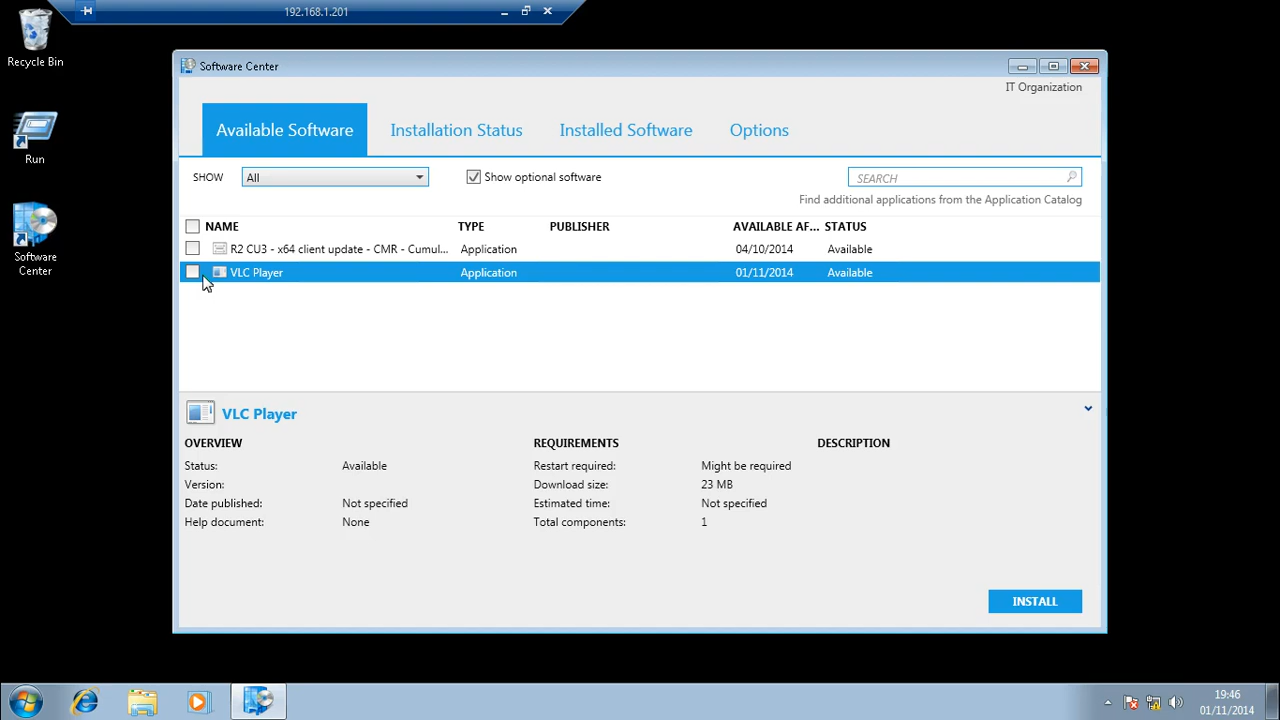 192.168.1.201
Recycle Bin
Run
Software Center
Software Center
IT Organization
Available Software
Installation Status
Installed Software
Options
SHOW
All
Show optional software
SEARCH
Find additional applications from the Application Catalog
NAME TYPE PUBLISHER AVAILABLE AF... STATUS
R2 CU3 - x64 client update - CMR - Cumul... Application 04/10/2014 Available
VLC Player Application 01/11/2014 Available
VLC Player
OVERVIEW REQUIREMENTS DESCRIPTION
Status: Available Restart required: Might be required
Version: Download size: 23 MB
Date published: Not specified Estimated time: Not specified
Help document: None Total components: 1
INSTALL
19:46
01/11/2014